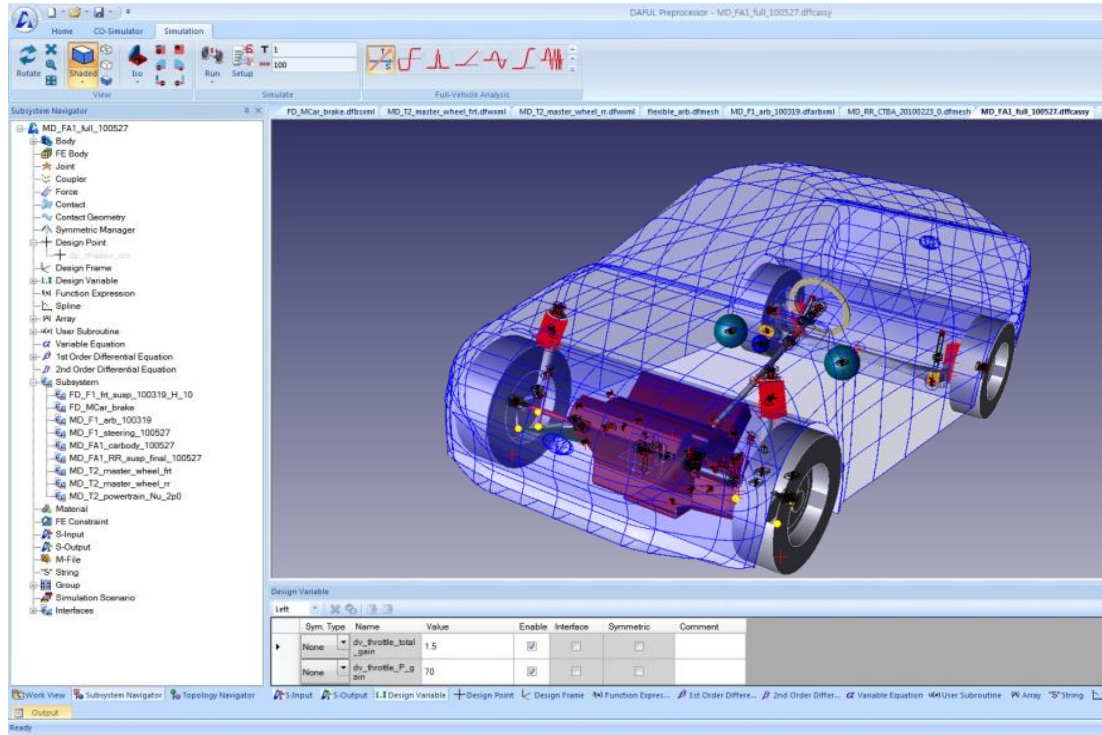 DAFUL Preprocessor - MD_FA1_full_100527.dffcassy
Home CO-Simulator Simulation
T 1
100
Rotate Shaded Iso Run Setup
View Simulate Full-Vehicle Analysis
Subsystem Navigator
FD_MCar_brake.dfbsxml MD_T2_master_wheel_frt.dfwxml MD_T2_master_wheel_rr.dfwxml flexible_arb.dfmesh MD_F1_arb_100319.dfarbxml MD_RR_CTBA_20100223_0.dfmesh MD_FA1_full_100527.dffcassy
MD_FA1_full_100527
Body
FE Body
Joint
Coupler
Force
Contact
Contact Geometry
Symmetric Manager
Design Point
Design Frame
Design Variable
Function Expression
Spline
Array
User Subroutine
Variable Equation
1st Order Differential Equation
2nd Order Differential Equation
Subsystem
FD_F1_frt_susp_100319_H_10
FD_MCar_brake
MD_F1_arb_100319
MD_F1_steering_100527
MD_FA1_carbody_100527
MD_FA1_RR_susp_final_100527
MD_T2_master_wheel_frt
MD_T2_master_wheel_rr
MD_T2_powertrain_Nu_2p0
Material
FE Constraint
S-Input
S-Output
M-File
"S" String
Group
Simulation Scenario
Interfaces
Design Variable
Left
Sym. Type Name Value Enable Interface Symmetric Comment
None dv_throttle_total
_gain 1.5
None dv_throttle_P_g
ain 70
Work View Subsystem Navigator Topology Navigator S-Input S-Output Design Variable Design Point Design Frame Function Expres... 1st Order Differe... 2nd Order Differ... Variable Equation User Subroutine Array "S" String
Output
Ready